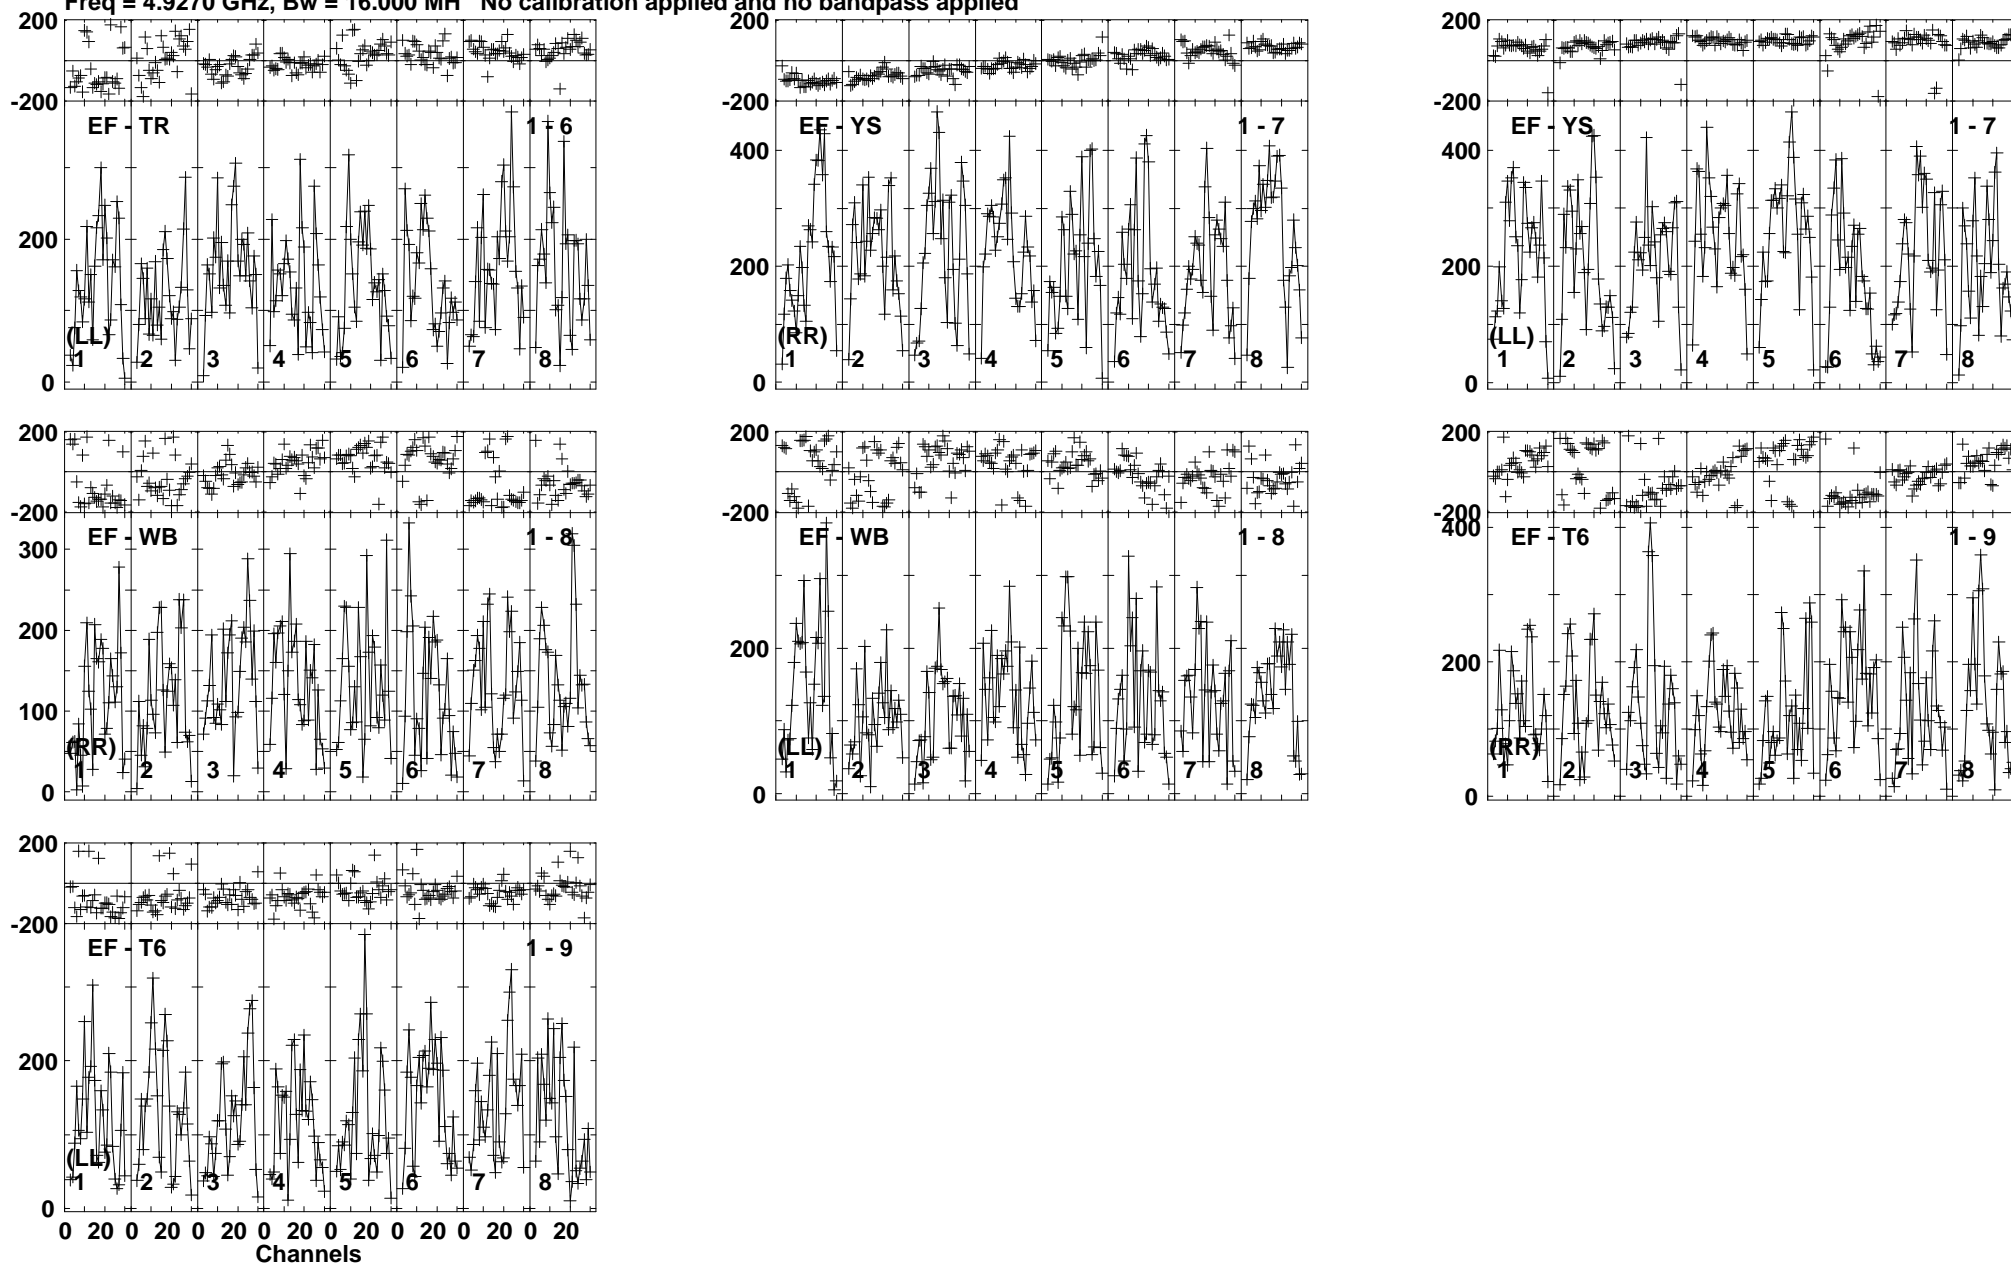 Freq = 4.9270 GHz, Bw = 16.000 MH No calibration applied and no bandpass applied
200
-200
EF - TR 1 - 6
200
0
(LL)
1 2 3 4 5 6 7 8
200
-200
EF - YS 1 - 7
400
200
0
(RR)
1 2 3 4 5 6 7 8
200
-200
EF - YS 1 - 7
400
200
0
(LL)
1 2 3 4 5 6 7 8
200
-200
EF - WB 1 - 8
300
200
100
0
(RR)
1 2 3 4 5 6 7 8
200
-200
EF - WB 1 - 8
200
0
(LL)
1 2 3 4 5 6 7 8
200
-200
EF - T6 1 - 9
400
200
0
(RR)
1 2 3 4 5 6 7 8
200
-200
EF - T6 1 - 9
200
0
(LL)
1 2 3 4 5 6 7 8
0 20 0 20 0 20 0 20 0 20 0 20 0 20 0 20
Channels